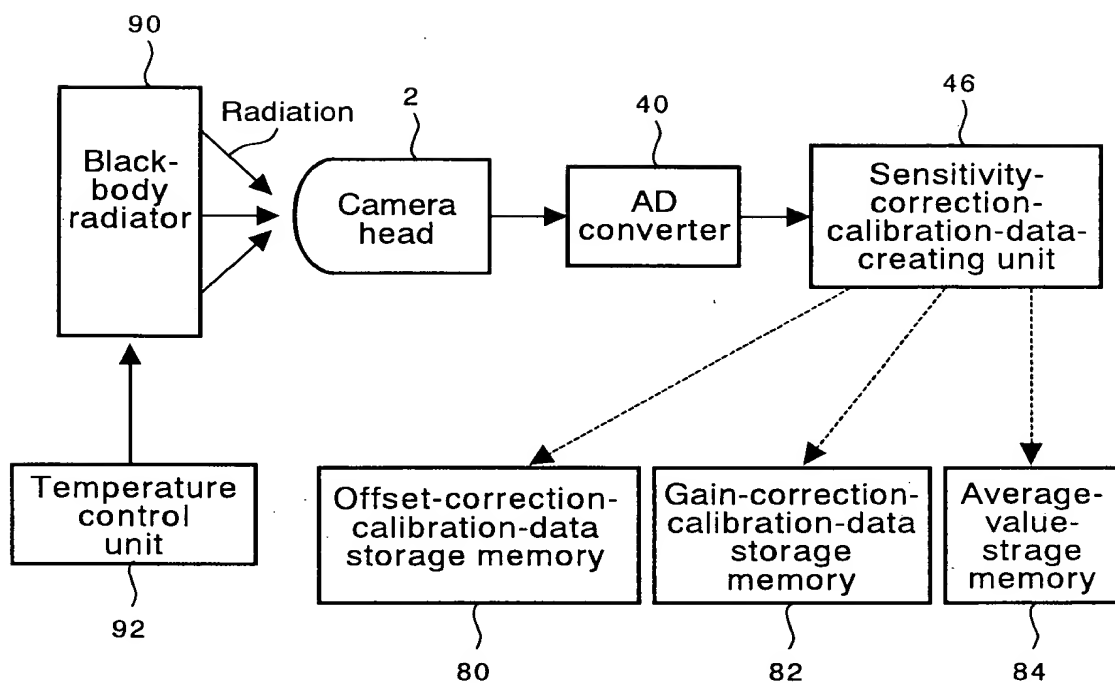 90
Radiation
2
40
46
Black-
body
radiator
Camera
head
AD
converter
Sensitivity-
correction-
calibration-data-
creating unit
Temperature
control
unit
Offset-correction-
calibration-data
storage memory
Gain-correction-
calibration-data
storage
memory
Average-
value-
strage
memory
92
80
82
84